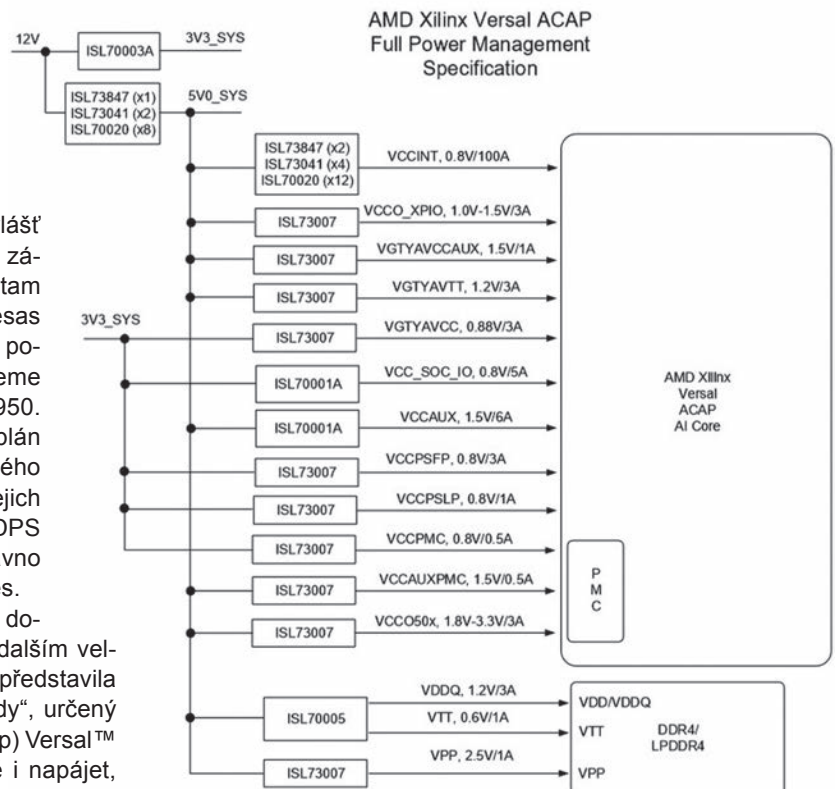 AMD Xilinx Versal ACAP
Full Power Management
Specification
12V
ISL70003A
3V3_SYS
ISL73847 (x1)
ISL73041 (x2)
ISL70020 (x8)
5V0_SYS
ISL73847 (x2)
ISL73041 (x4)
ISL70020 (x12)
VCCINT, 0.8V/100A
ISL73007
VCCO_XPIO, 1.0V-1.5V/3A
ISL73007
VGTYAVCCAUX, 1.5V/1A
ISL73007
VGTYAVTT, 1.2V/3A
3V3_SYS
ISL73007
VGTYAVCC, 0.88V/3A
ISL70001A
VCC_SOC_IO, 0.8V/5A
ISL70001A
VCCAUX, 1.5V/6A
ISL73007
VCCPSFP, 0.8V/3A
ISL73007
VCCPSLP, 0.8V/1A
ISL73007
VCCPMC, 0.8V/0.5A
ISL73007
VCCAUXPMC, 1.5V/0.5A
ISL73007
VCCO50x, 1.8V-3.3V/3A
AMD XIlInx
Versal
ACAP
AI Core
P
M
C
ISL70005
VDDQ, 1.2V/3A
VTT, 0.6V/1A
ISL73007
VPP, 2.5V/1A
VDD/VDDQ
VTT
VPP
DDR4/
LPDDR4
lášť
zá-
tam
esas
po-
eme
950.
olán
ého
ejich
OPS
vno
es.
do-
dalším vel-
představila
dy“, určený
p) Versal™
e i napájet,